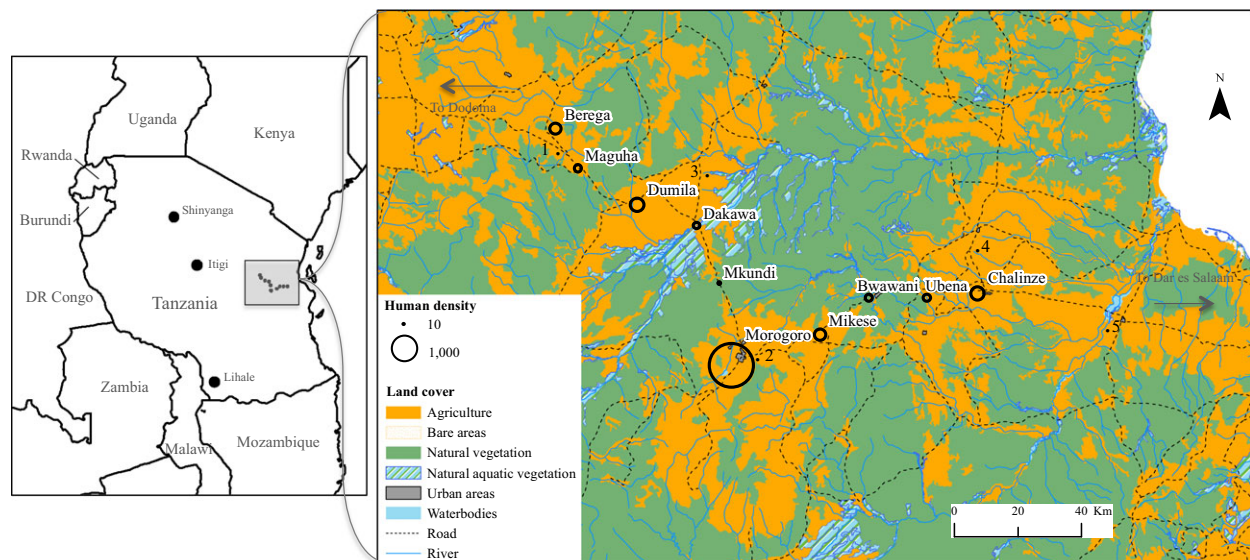 Uganda
Kenya
Rwanda
Burundi
Shinyanga
Itigi
DR Congo
Tanzania
Lihale
Zambia
Malawi
Mozambique
N
To Dodoma
Berega
1
Maguha
3
Dumila
Dakawa
4
Mkundi
Bwawani
Ubena
Chalinze
To Dar es Salaam
5
Mikese
Morogoro
2
Human density
10
1,000
Land cover
Agriculture
Bare areas
Natural vegetation
Natural aquatic vegetation
Urban areas
Waterbodies
Road
River
0 20 40 Km